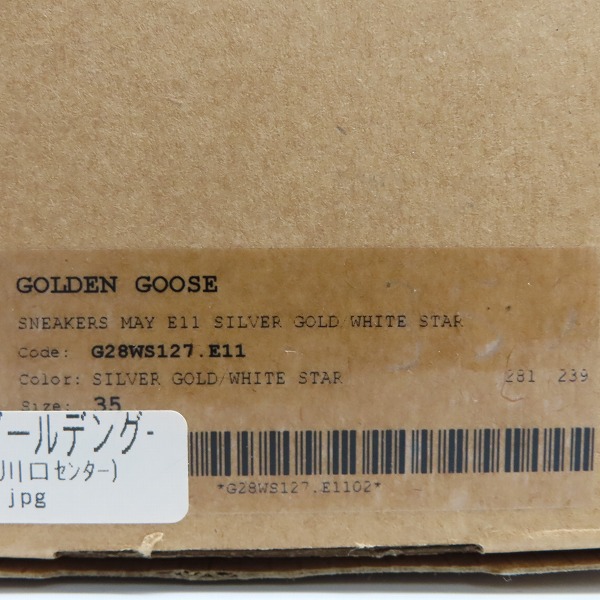 GOLDEN GOOSE
SNEAKERS MAY E11 SILVER GOLD/WHITE STAR
Code: G28WS127.E11
Color: SILVER GOLD/WHITE STAR 281 239
Size: 35
ールデング-
川口センター)
jpg
*G28WS127.E1102*